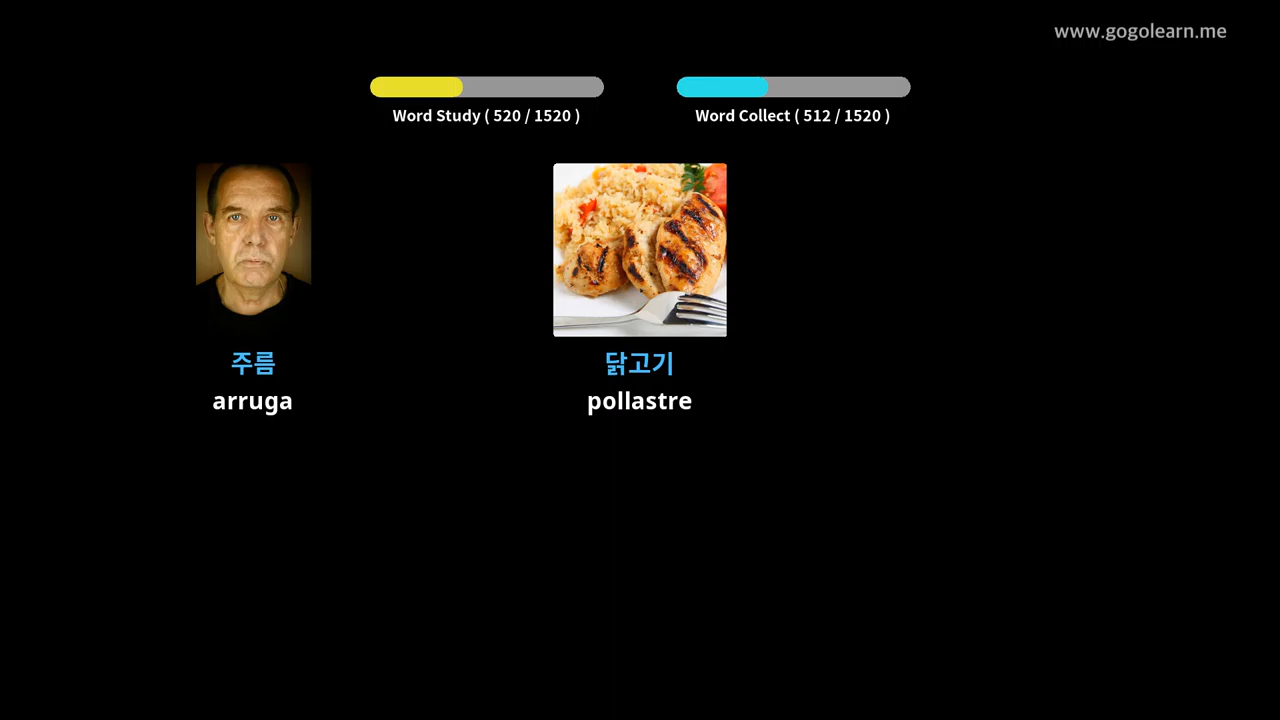 www.gogolearn.me
Word Study ( 520 / 1520 )
Word Collect ( 512 / 1520 )
주름
arruga
닭고기
pollastre